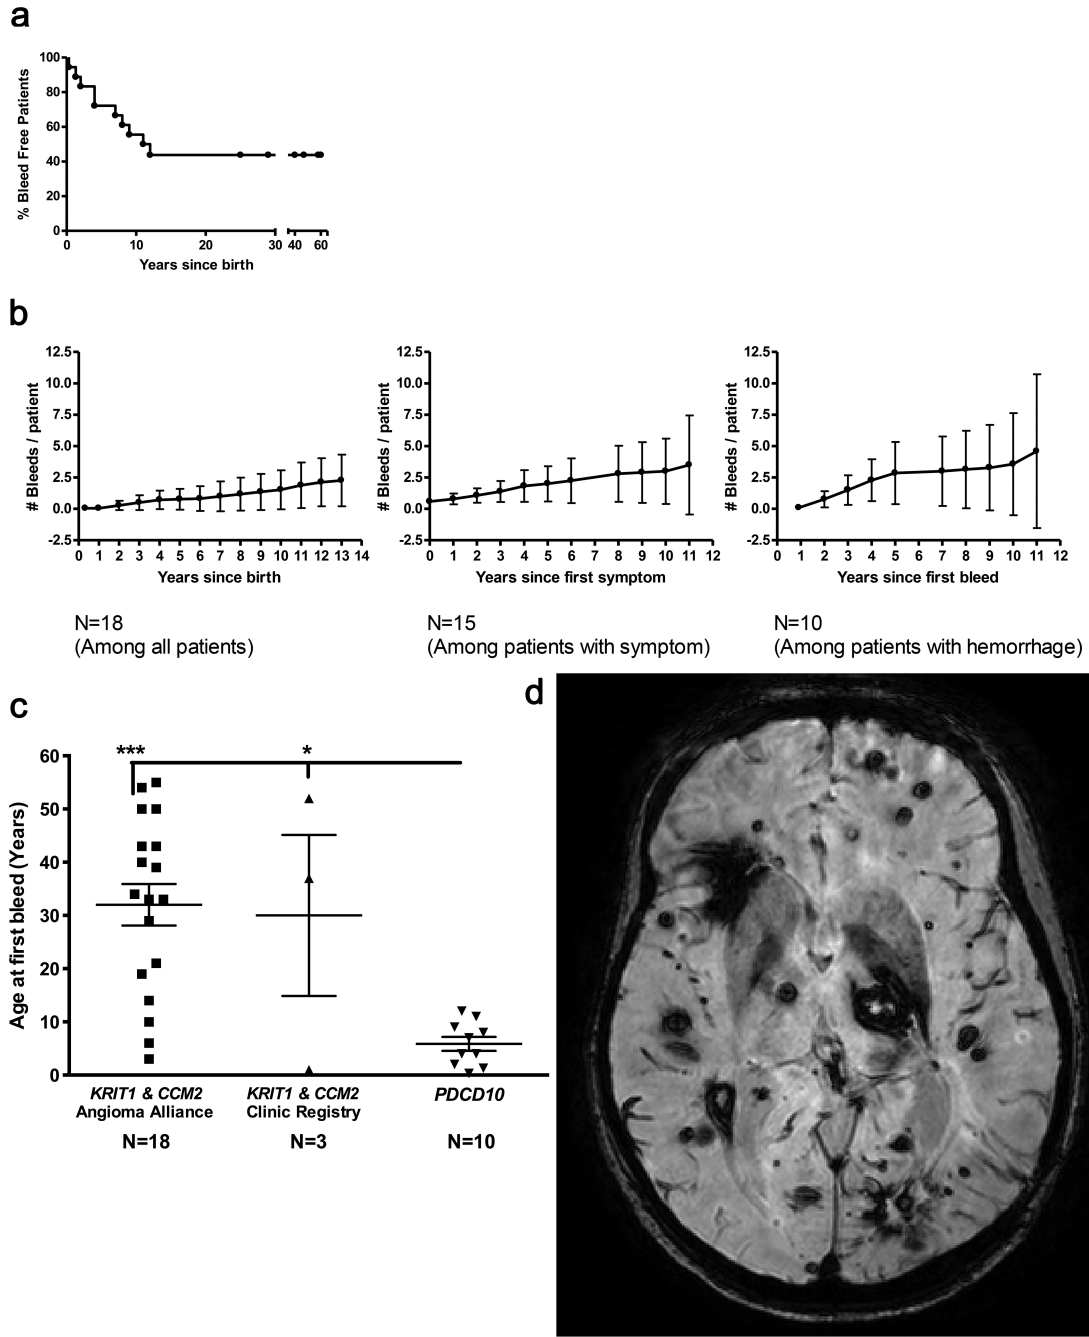 a
% Bleed Free Patients
100
80
60
40
20
0
0 10 20 30 40 60
Years since birth
b
# Bleeds / patient
12.5
10.0
7.5
5.0
2.5
0.0
-2.5
0 1 2 3 4 5 6 7 8 9 10 11 12 13 14
Years since birth
N=18
(Among all patients)
# Bleeds / patient
12.5
10.0
7.5
5.0
2.5
0.0
-2.5
0 1 2 3 4 5 6 7 8 9 10 11 12
Years since first symptom
N=15
(Among patients with symptom)
# Bleeds / patient
12.5
10.0
7.5
5.0
2.5
0.0
-2.5
0 1 2 3 4 5 6 7 8 9 10 11 12
Years since first bleed
N=10
(Among patients with hemorrhage)
c
Age at first bleed (Years)
60
50
40
30
20
10
0
*** *
KRIT1 & CCM2
Angioma Alliance
N=18
KRIT1 & CCM2
Clinic Registry
N=3
PDCD10
N=10
d